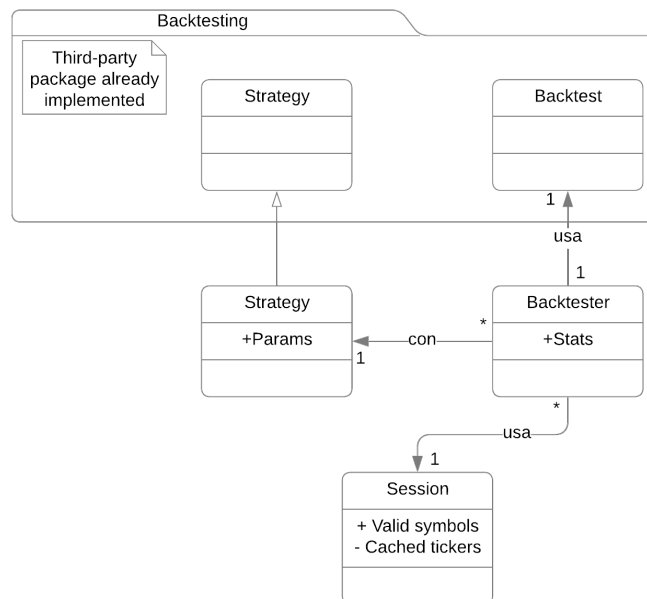 Backtesting
Third-party
package already
implemented
Strategy
Backtest
1
usa
1
Strategy
+Params
Backtester
+Stats
*
con
1
*
usa
1
Session
+ Valid symbols
- Cached tickers